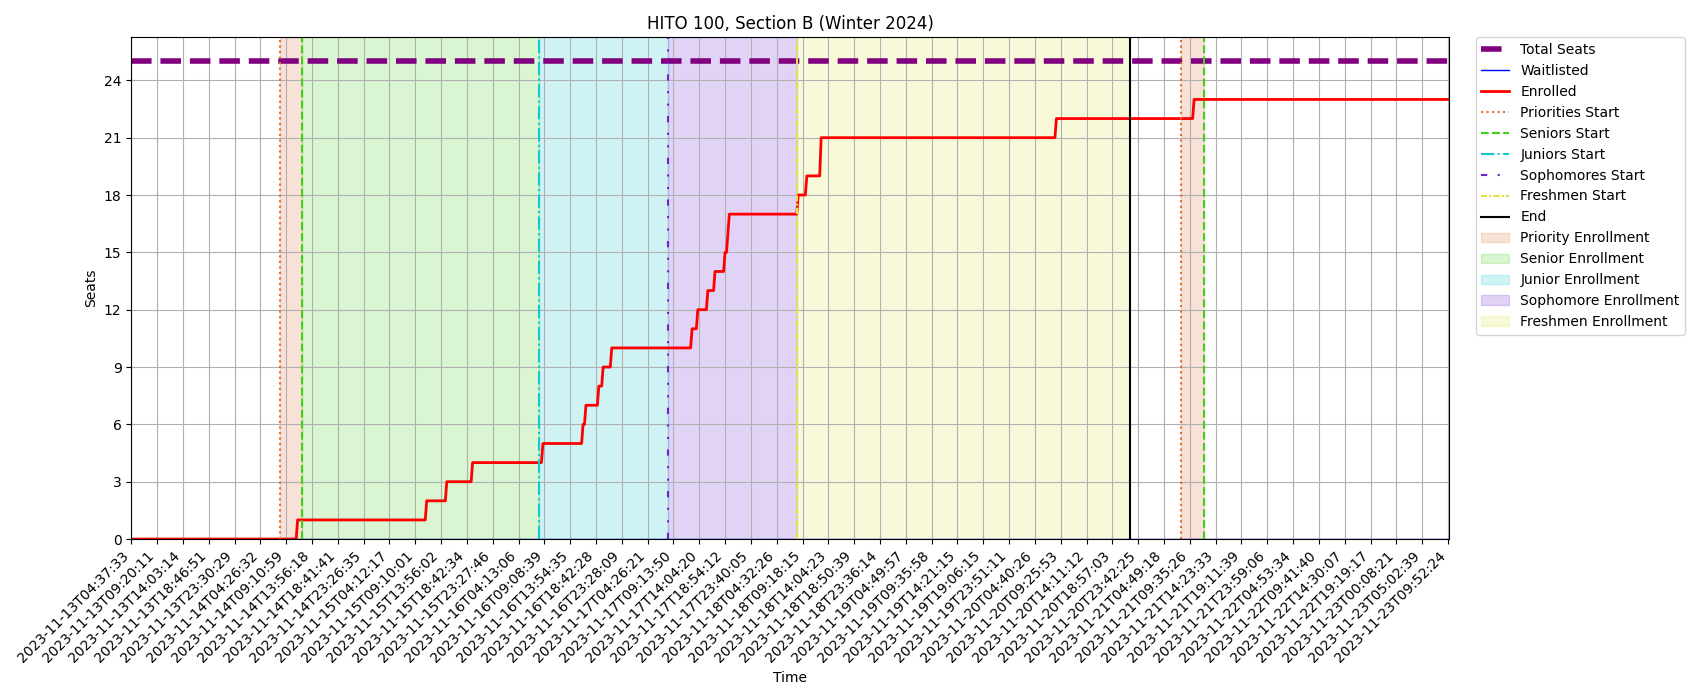 HITO 100, Section B (Winter 2024)
Total Seats
Waitlisted
Enrolled
Priorities Start
Seniors Start
Juniors Start
Sophomores Start
Freshmen Start
End
Priority Enrollment
Senior Enrollment
Junior Enrollment
Sophomore Enrollment
Freshmen Enrollment
Seats
24
21
18
15
12
9
6
3
0
2023-11-13T04:37:33
2023-11-13T09:20:11
2023-11-13T14:03:14
2023-11-13T18:46:51
2023-11-13T23:30:29
2023-11-14T04:26:32
2023-11-14T09:10:59
2023-11-14T13:56:18
2023-11-14T18:41:41
2023-11-14T23:26:35
2023-11-15T04:12:17
2023-11-15T09:10:01
2023-11-15T13:56:02
2023-11-15T18:42:34
2023-11-15T23:27:46
2023-11-16T04:13:06
2023-11-16T09:08:39
2023-11-16T13:54:35
2023-11-16T18:42:28
2023-11-16T23:28:09
2023-11-17T04:26:21
2023-11-17T09:13:50
2023-11-17T14:04:20
2023-11-17T18:54:12
2023-11-17T23:40:05
2023-11-18T04:32:26
2023-11-18T09:18:15
2023-11-18T14:04:23
2023-11-18T18:50:39
2023-11-18T23:36:14
2023-11-19T04:49:57
2023-11-19T09:35:58
2023-11-19T14:21:15
2023-11-19T19:06:15
2023-11-19T23:51:11
2023-11-20T04:40:26
2023-11-20T09:25:53
2023-11-20T14:11:12
2023-11-20T18:57:03
2023-11-20T23:42:25
2023-11-21T04:49:18
2023-11-21T09:35:26
2023-11-21T14:23:33
2023-11-21T19:11:39
2023-11-21T23:59:06
2023-11-22T04:53:34
2023-11-22T09:41:40
2023-11-22T14:30:07
2023-11-22T19:19:17
2023-11-23T00:08:21
2023-11-23T05:02:39
2023-11-23T09:52:24
Time